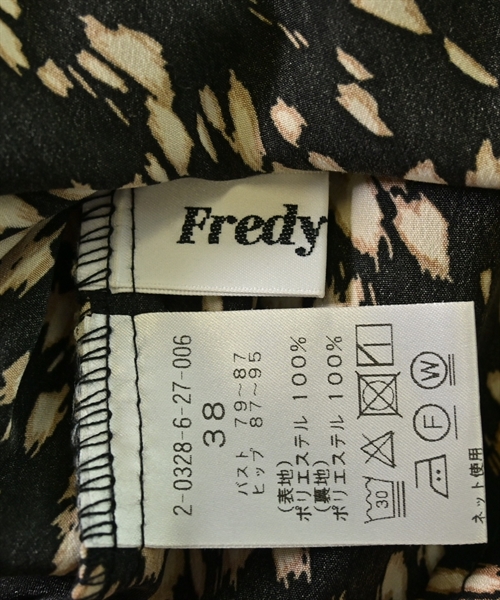 Fredy
2-0328-6-27-006
38
バスト 79~87
ヒップ 87~95
(表地)
ポリエステル 100%
(裏地)
ポリエステル 100%
30
F
W
ネット使用